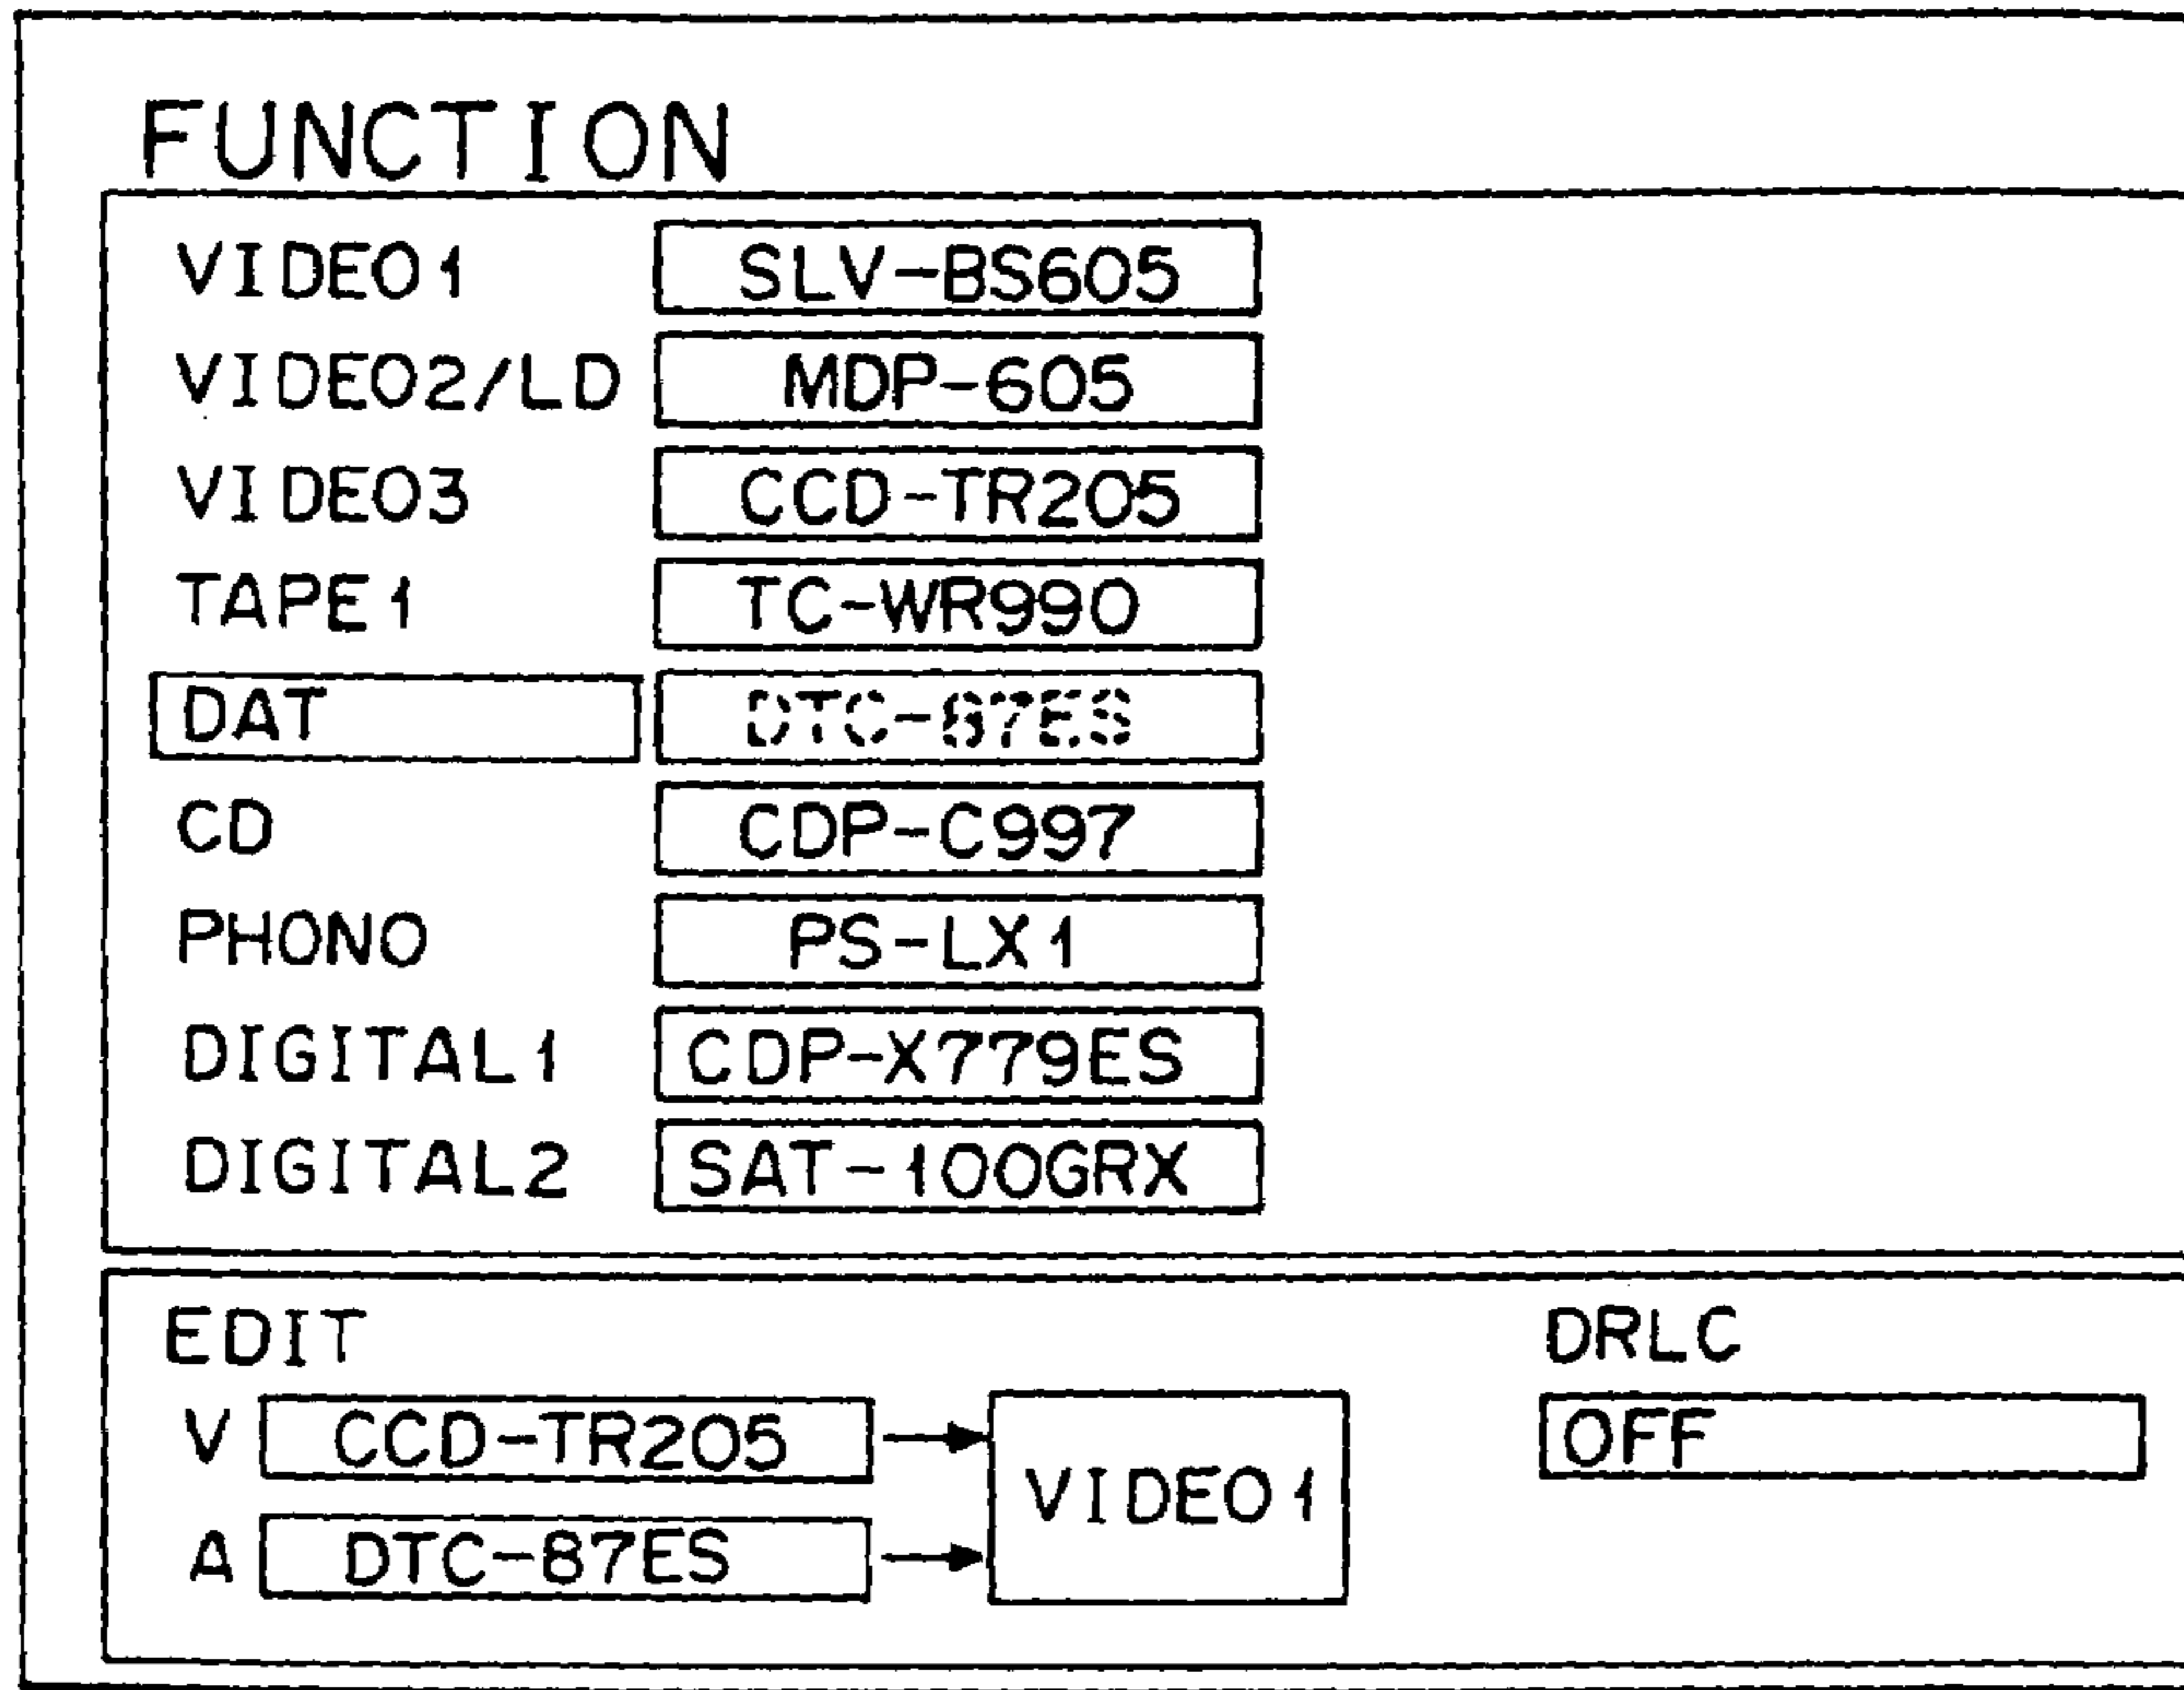 FUNCTION
VIDEO1 SLV-BS605
VIDEO2/LD MDP-605
VIDEO3 CCD-TR205
TAPE1 TC-WR990
DAT DTC-87ES
CD CDP-C997
PHONO PS-LX1
DIGITAL1 CDP-X779ES
DIGITAL2 SAT-100GRX
EDIT DRLC
V CCD-TR205 OFF
VIDEO1
A DTC-87ES